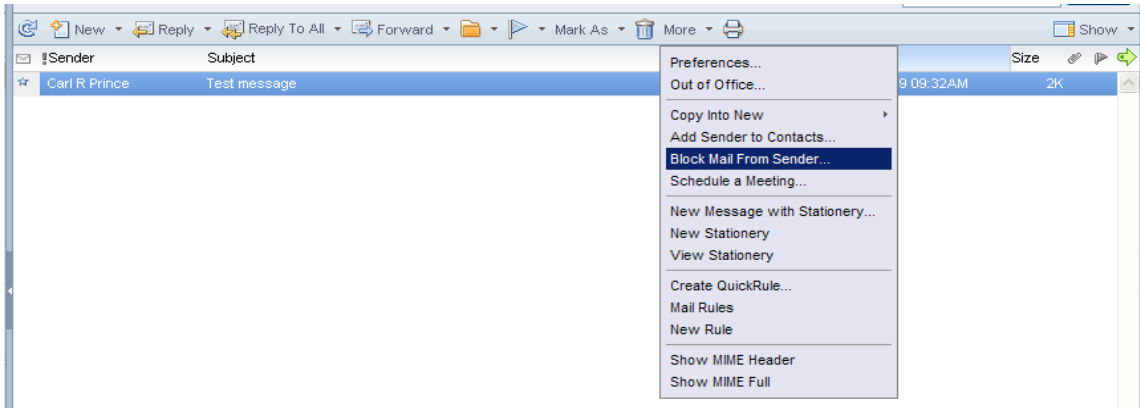 New Reply Reply To All Forward Mark As More Show
!Sender Subject Size
Carl R Prince Test message 9 09:32AM 2K
Preferences...
Out of Office...
Copy Into New
Add Sender to Contacts...
Block Mail From Sender...
Schedule a Meeting...
New Message with Stationery...
New Stationery
View Stationery
Create QuickRule...
Mail Rules
New Rule
Show MIME Header
Show MIME Full